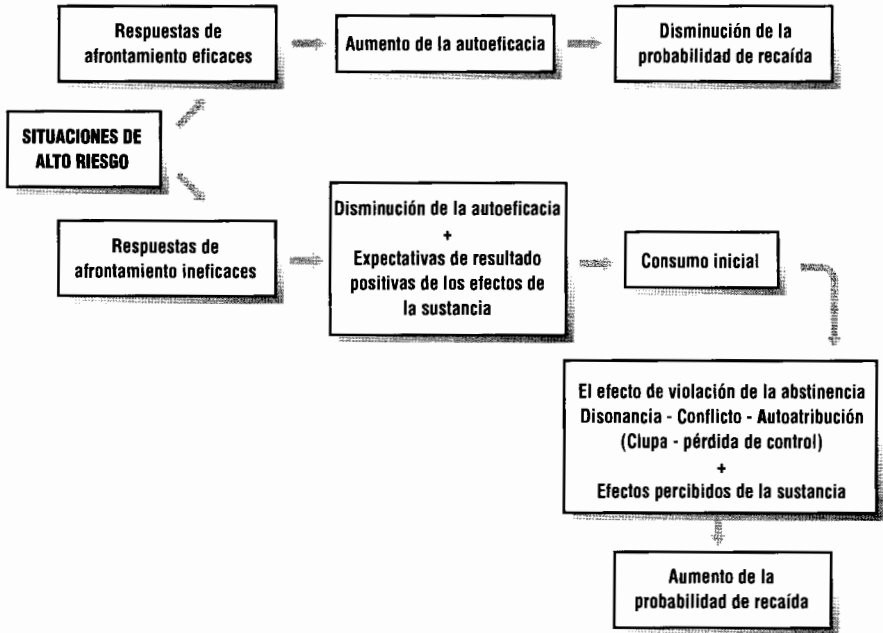 Respuestas de
afrontamiento eficaces
Aumento de la autoeficacia
Disminución de la
probabilidad de recaída
SITUACIONES DE
ALTO RIESGO
Respuestas de
afrontamiento ineficaces
Disminución de la autoeficacia
+
Expectativas de resultado
positivas de los efectos de
la sustancia
Consumo inicial
El efecto de violación de la abstinencia
Disonancia - Conflicto - Autoatribución
(Clupa - pérdida de control)
+
Efectos percibidos de la sustancia
Aumento de la
probabilidad de recaída